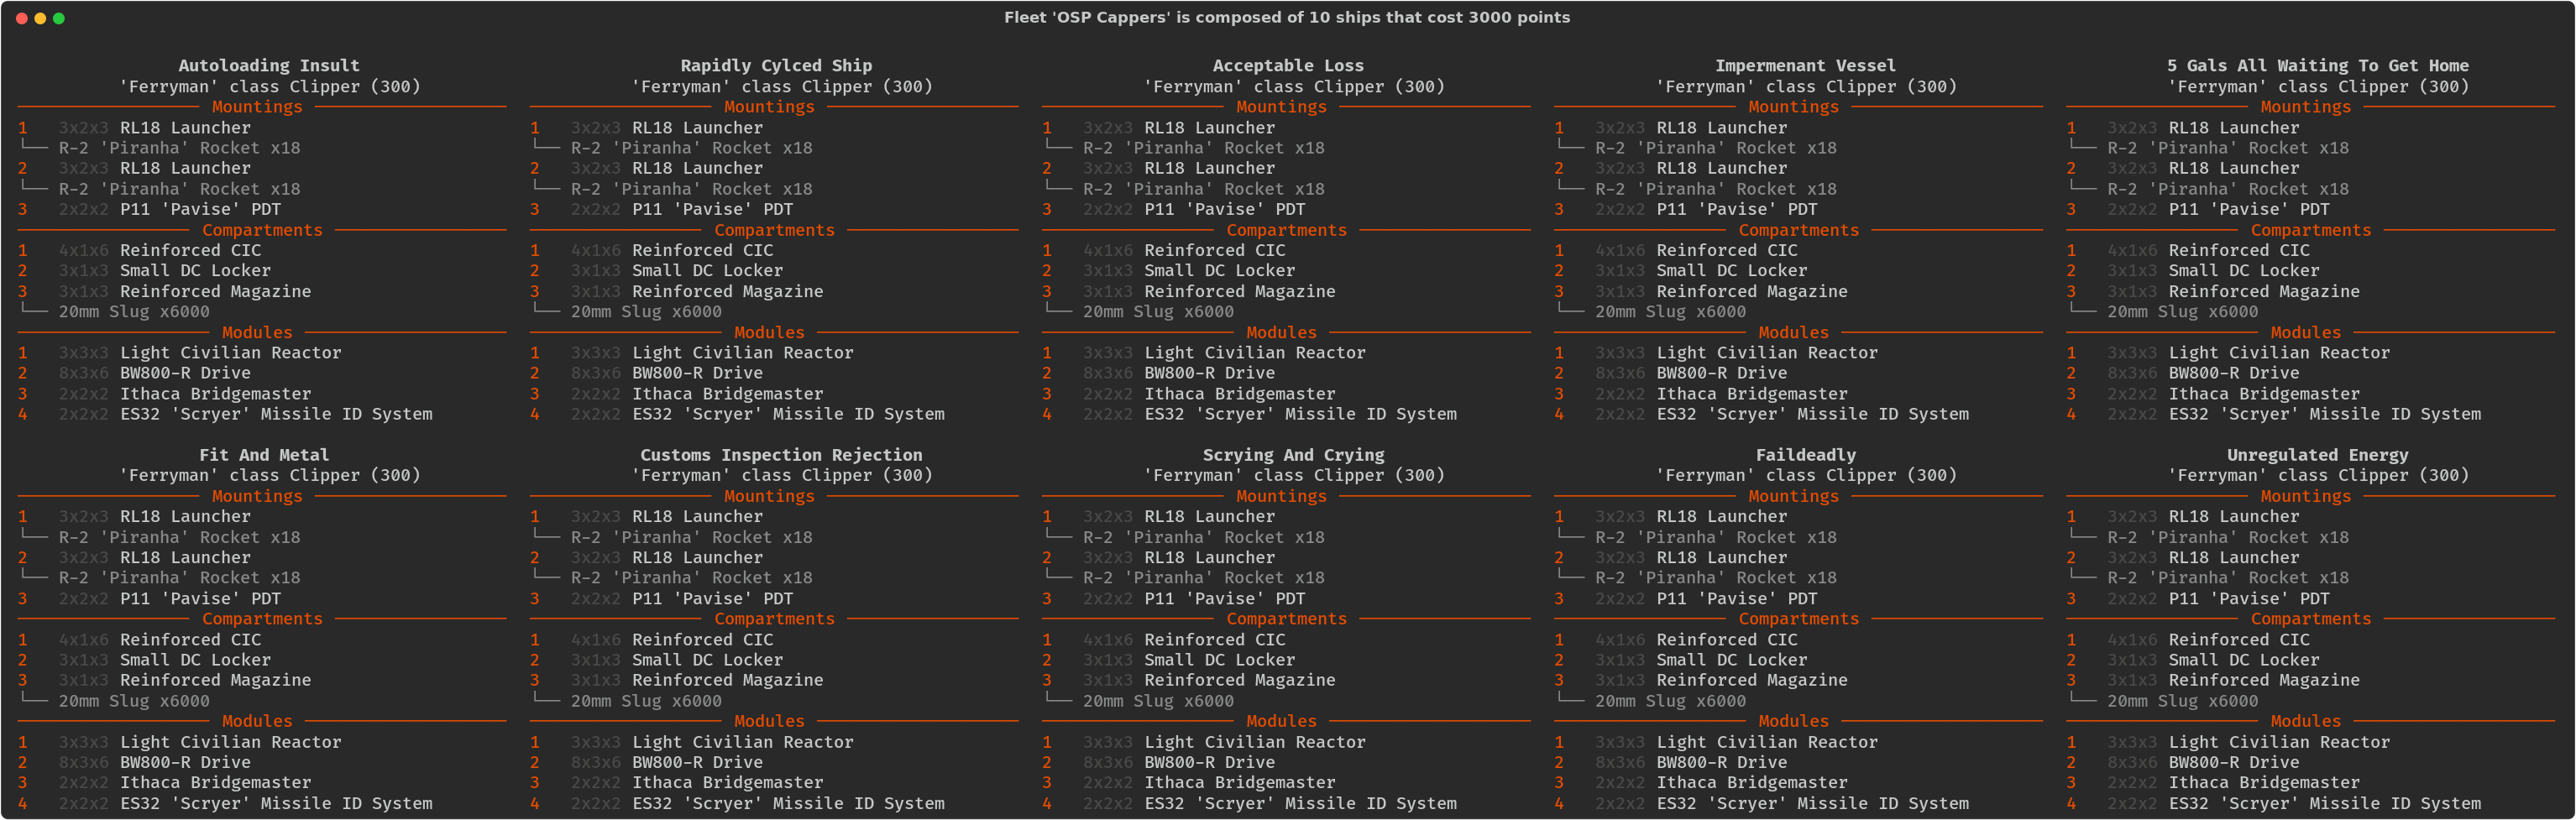 Fleet 'OSP Cappers' is composed of 10 ships that cost 3000 points
Autoloading Insult
'Ferryman' class Clipper (300)
Mountings
1 3x2x3 RL18 Launcher
└── R-2 'Piranha' Rocket x18
2 3x2x3 RL18 Launcher
└── R-2 'Piranha' Rocket x18
3 2x2x2 P11 'Pavise' PDT
Compartments
1 4x1x6 Reinforced CIC
2 3x1x3 Small DC Locker
3 3x1x3 Reinforced Magazine
└── 20mm Slug x6000
Modules
1 3x3x3 Light Civilian Reactor
2 8x3x6 BW800-R Drive
3 2x2x2 Ithaca Bridgemaster
4 2x2x2 ES32 'Scryer' Missile ID System
Rapidly Cylced Ship
'Ferryman' class Clipper (300)
Mountings
1 3x2x3 RL18 Launcher
└── R-2 'Piranha' Rocket x18
2 3x2x3 RL18 Launcher
└── R-2 'Piranha' Rocket x18
3 2x2x2 P11 'Pavise' PDT
Compartments
1 4x1x6 Reinforced CIC
2 3x1x3 Small DC Locker
3 3x1x3 Reinforced Magazine
└── 20mm Slug x6000
Modules
1 3x3x3 Light Civilian Reactor
2 8x3x6 BW800-R Drive
3 2x2x2 Ithaca Bridgemaster
4 2x2x2 ES32 'Scryer' Missile ID System
Acceptable Loss
'Ferryman' class Clipper (300)
Mountings
1 3x2x3 RL18 Launcher
└── R-2 'Piranha' Rocket x18
2 3x2x3 RL18 Launcher
└── R-2 'Piranha' Rocket x18
3 2x2x2 P11 'Pavise' PDT
Compartments
1 4x1x6 Reinforced CIC
2 3x1x3 Small DC Locker
3 3x1x3 Reinforced Magazine
└── 20mm Slug x6000
Modules
1 3x3x3 Light Civilian Reactor
2 8x3x6 BW800-R Drive
3 2x2x2 Ithaca Bridgemaster
4 2x2x2 ES32 'Scryer' Missile ID System
Impermenant Vessel
'Ferryman' class Clipper (300)
Mountings
1 3x2x3 RL18 Launcher
└── R-2 'Piranha' Rocket x18
2 3x2x3 RL18 Launcher
└── R-2 'Piranha' Rocket x18
3 2x2x2 P11 'Pavise' PDT
Compartments
1 4x1x6 Reinforced CIC
2 3x1x3 Small DC Locker
3 3x1x3 Reinforced Magazine
└── 20mm Slug x6000
Modules
1 3x3x3 Light Civilian Reactor
2 8x3x6 BW800-R Drive
3 2x2x2 Ithaca Bridgemaster
4 2x2x2 ES32 'Scryer' Missile ID System
5 Gals All Waiting To Get Home
'Ferryman' class Clipper (300)
Mountings
1 3x2x3 RL18 Launcher
└── R-2 'Piranha' Rocket x18
2 3x2x3 RL18 Launcher
└── R-2 'Piranha' Rocket x18
3 2x2x2 P11 'Pavise' PDT
Compartments
1 4x1x6 Reinforced CIC
2 3x1x3 Small DC Locker
3 3x1x3 Reinforced Magazine
└── 20mm Slug x6000
Modules
1 3x3x3 Light Civilian Reactor
2 8x3x6 BW800-R Drive
3 2x2x2 Ithaca Bridgemaster
4 2x2x2 ES32 'Scryer' Missile ID System
Fit And Metal
'Ferryman' class Clipper (300)
Mountings
1 3x2x3 RL18 Launcher
└── R-2 'Piranha' Rocket x18
2 3x2x3 RL18 Launcher
└── R-2 'Piranha' Rocket x18
3 2x2x2 P11 'Pavise' PDT
Compartments
1 4x1x6 Reinforced CIC
2 3x1x3 Small DC Locker
3 3x1x3 Reinforced Magazine
└── 20mm Slug x6000
Modules
1 3x3x3 Light Civilian Reactor
2 8x3x6 BW800-R Drive
3 2x2x2 Ithaca Bridgemaster
4 2x2x2 ES32 'Scryer' Missile ID System
Customs Inspection Rejection
'Ferryman' class Clipper (300)
Mountings
1 3x2x3 RL18 Launcher
└── R-2 'Piranha' Rocket x18
2 3x2x3 RL18 Launcher
└── R-2 'Piranha' Rocket x18
3 2x2x2 P11 'Pavise' PDT
Compartments
1 4x1x6 Reinforced CIC
2 3x1x3 Small DC Locker
3 3x1x3 Reinforced Magazine
└── 20mm Slug x6000
Modules
1 3x3x3 Light Civilian Reactor
2 8x3x6 BW800-R Drive
3 2x2x2 Ithaca Bridgemaster
4 2x2x2 ES32 'Scryer' Missile ID System
Scrying And Crying
'Ferryman' class Clipper (300)
Mountings
1 3x2x3 RL18 Launcher
└── R-2 'Piranha' Rocket x18
2 3x2x3 RL18 Launcher
└── R-2 'Piranha' Rocket x18
3 2x2x2 P11 'Pavise' PDT
Compartments
1 4x1x6 Reinforced CIC
2 3x1x3 Small DC Locker
3 3x1x3 Reinforced Magazine
└── 20mm Slug x6000
Modules
1 3x3x3 Light Civilian Reactor
2 8x3x6 BW800-R Drive
3 2x2x2 Ithaca Bridgemaster
4 2x2x2 ES32 'Scryer' Missile ID System
Faildeadly
'Ferryman' class Clipper (300)
Mountings
1 3x2x3 RL18 Launcher
└── R-2 'Piranha' Rocket x18
2 3x2x3 RL18 Launcher
└── R-2 'Piranha' Rocket x18
3 2x2x2 P11 'Pavise' PDT
Compartments
1 4x1x6 Reinforced CIC
2 3x1x3 Small DC Locker
3 3x1x3 Reinforced Magazine
└── 20mm Slug x6000
Modules
1 3x3x3 Light Civilian Reactor
2 8x3x6 BW800-R Drive
3 2x2x2 Ithaca Bridgemaster
4 2x2x2 ES32 'Scryer' Missile ID System
Unregulated Energy
'Ferryman' class Clipper (300)
Mountings
1 3x2x3 RL18 Launcher
└── R-2 'Piranha' Rocket x18
2 3x2x3 RL18 Launcher
└── R-2 'Piranha' Rocket x18
3 2x2x2 P11 'Pavise' PDT
Compartments
1 4x1x6 Reinforced CIC
2 3x1x3 Small DC Locker
3 3x1x3 Reinforced Magazine
└── 20mm Slug x6000
Modules
1 3x3x3 Light Civilian Reactor
2 8x3x6 BW800-R Drive
3 2x2x2 Ithaca Bridgemaster
4 2x2x2 ES32 'Scryer' Missile ID System